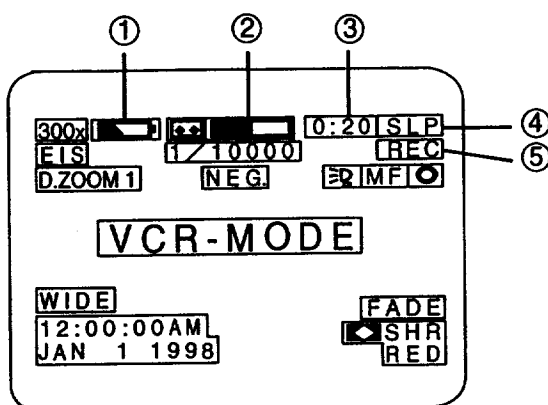 ① ② ③
300x 0:20 SLP ④
EIS 1/10000 REC ⑤
D.ZOOM 1 NEG. MF
VCR-MODE
WIDE FADE
12:00:00AM SHR
JAN 1 1998 RED